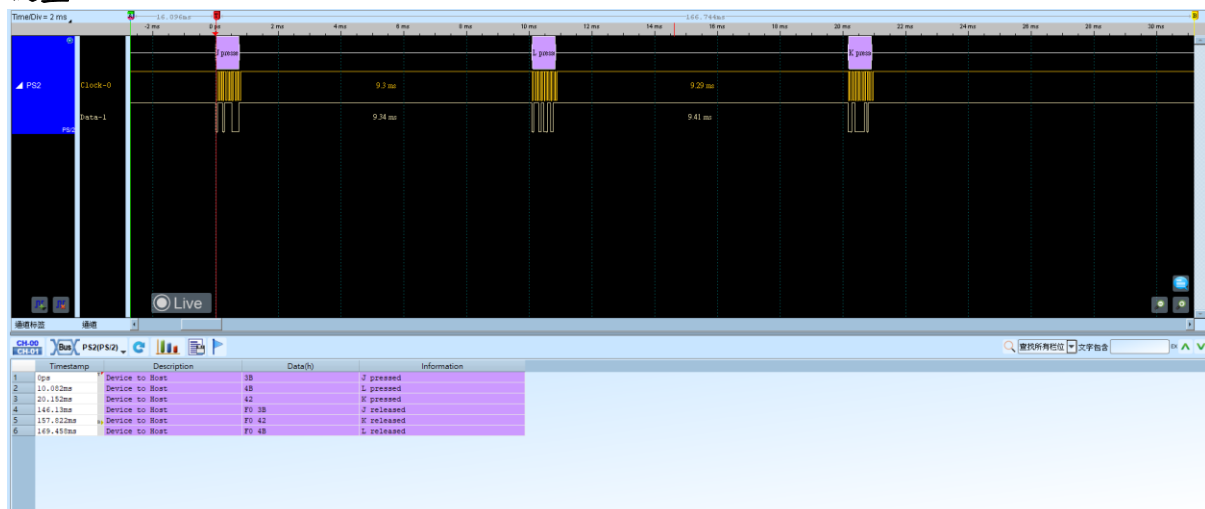 Time/Div = 2 ms
-16.096ms
166.744ms
-2 ms 0 ps 2 ms 4 ms 6 ms 8 ms 10 ms 12 ms 14 ms 16 ms 18 ms 20 ms 22 ms 24 ms 26 ms 28 ms 30 ms
J press L press K press
PS2 Clock-0 9.3 ms 9.29 ms
Data-1 9.34 ms 9.41 ms
PS/2
Live
通道标签 通道
CH-00 CH-01 Bus PS2(PS/2) 查找所有栏位 文字包含
Timestamp Description Data(h) Information
1 0ps Device to Host 3B J pressed
2 10.082ms Device to Host 4B L pressed
3 20.152ms Device to Host 42 K pressed
4 146.13ms Device to Host F0 3B J released
5 157.822ms Device to Host F0 42 K released
6 169.458ms Device to Host F0 4B L released